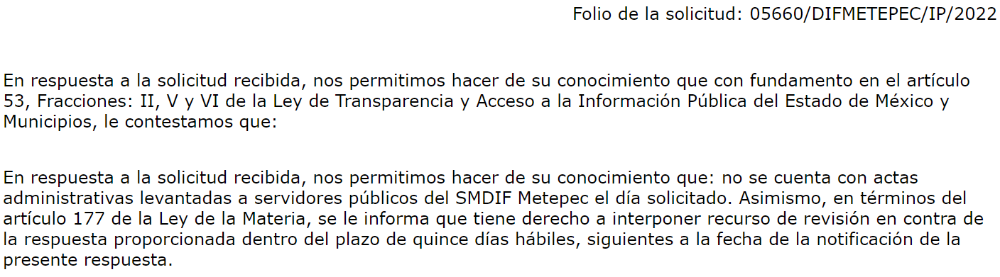 Folio de la solicitud: 05660/DIFMETEPEC/IP/2022
En respuesta a la solicitud recibida, nos permitimos hacer de su conocimiento que con fundamento en el artículo
53, Fracciones: II, V y VI de la Ley de Transparencia y Acceso a la Información Pública del Estado de México y
Municipios, le contestamos que:
En respuesta a la solicitud recibida, nos permitimos hacer de su conocimiento que: no se cuenta con actas
administrativas levantadas a servidores públicos del SMDIF Metepec el día solicitado. Asimismo, en términos del
artículo 177 de la Ley de la Materia, se le informa que tiene derecho a interponer recurso de revisión en contra de
la respuesta proporcionada dentro del plazo de quince días hábiles, siguientes a la fecha de la notificación de la
presente respuesta.